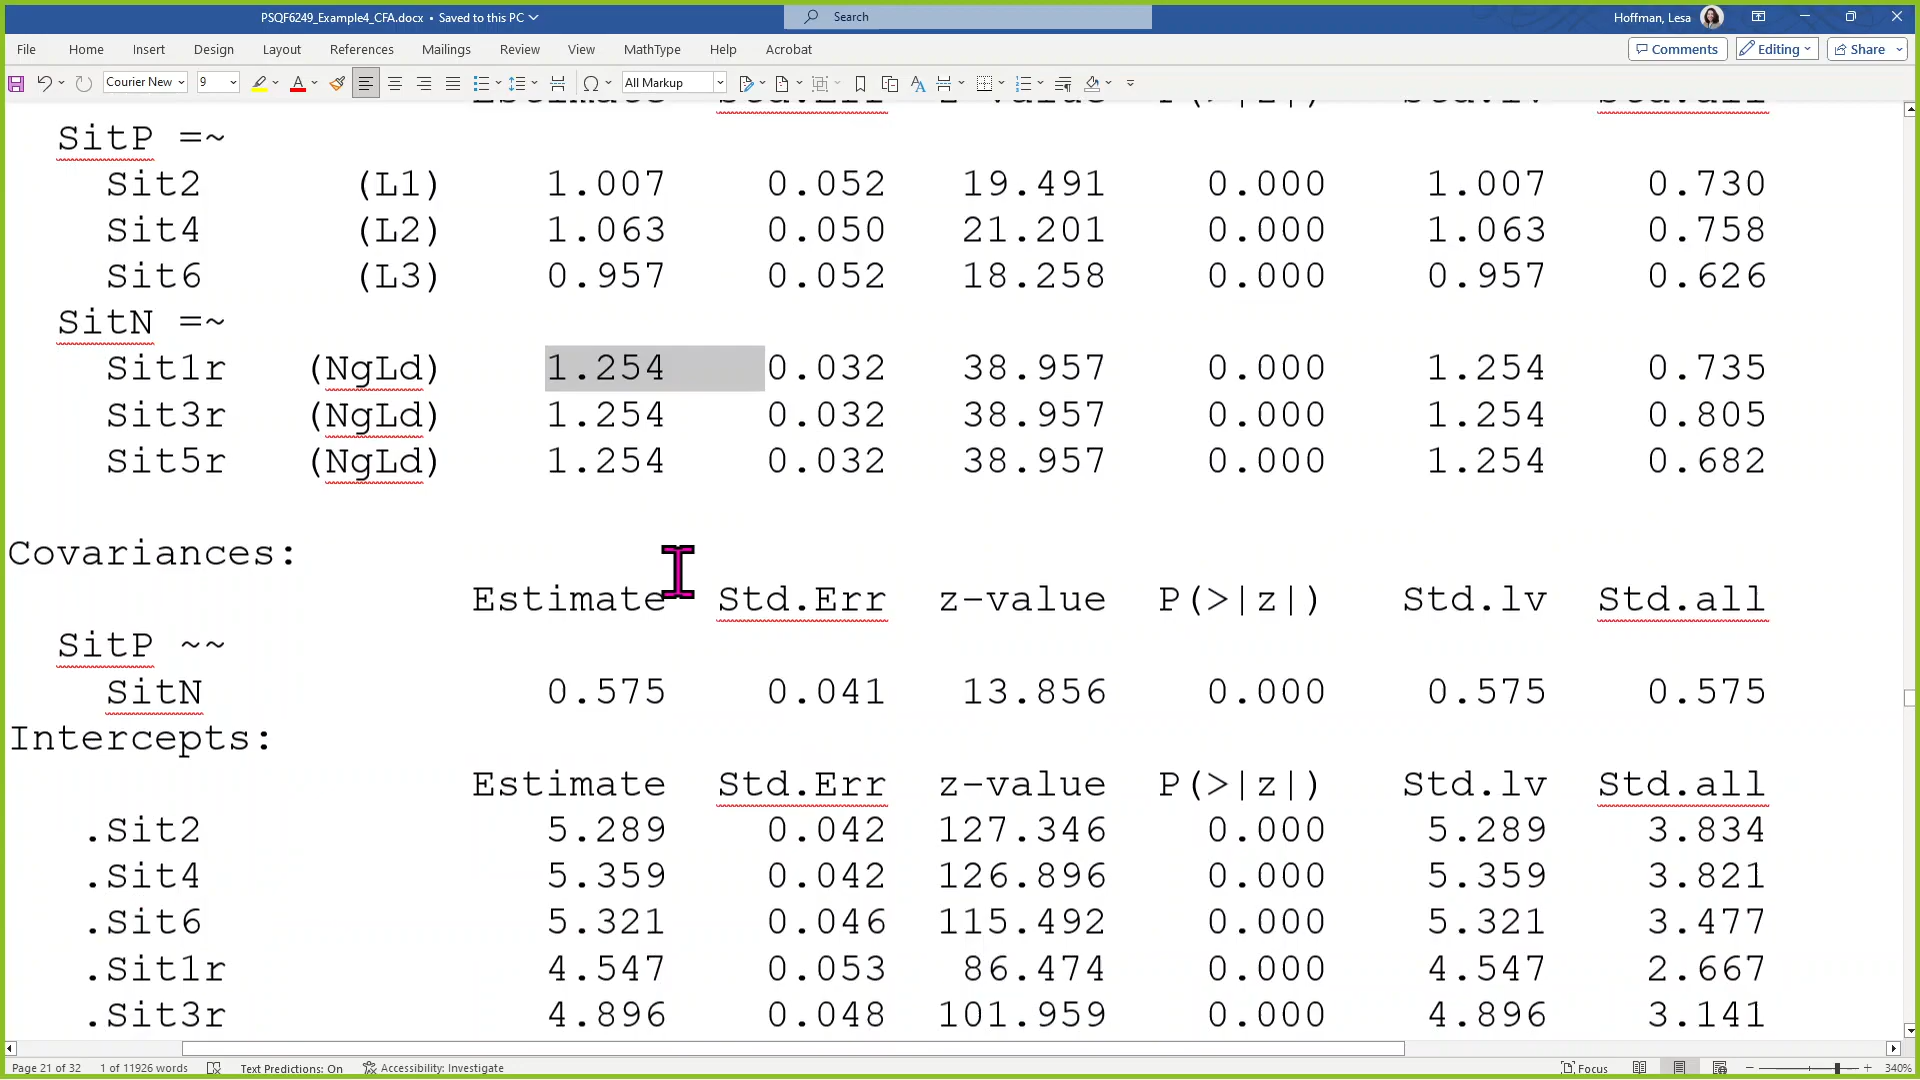 PSQF6249_Example4_CFA.docx • Saved to this PC
Search
Hoffman, Lesa
File Home Insert Design Layout References Mailings Review View MathType Help Acrobat
Comments Editing Share
Courier New 9 All Markup
Estimate Std.Err z-value P(>|z|) Std.lv Std.all
SitP =~
Sit2 (L1) 1.007 0.052 19.491 0.000 1.007 0.730
Sit4 (L2) 1.063 0.050 21.201 0.000 1.063 0.758
Sit6 (L3) 0.957 0.052 18.258 0.000 0.957 0.626
SitN =~
Sit1r (NgLd) 1.254 0.032 38.957 0.000 1.254 0.735
Sit3r (NgLd) 1.254 0.032 38.957 0.000 1.254 0.805
Sit5r (NgLd) 1.254 0.032 38.957 0.000 1.254 0.682
Covariances:
Estimate Std.Err z-value P(>|z|) Std.lv Std.all
SitP ~~
SitN 0.575 0.041 13.856 0.000 0.575 0.575
Intercepts:
Estimate Std.Err z-value P(>|z|) Std.lv Std.all
.Sit2 5.289 0.042 127.346 0.000 5.289 3.834
.Sit4 5.359 0.042 126.896 0.000 5.359 3.821
.Sit6 5.321 0.046 115.492 0.000 5.321 3.477
.Sit1r 4.547 0.053 86.474 0.000 4.547 2.667
.Sit3r 4.896 0.048 101.959 0.000 4.896 3.141
Page 21 of 32 1 of 11926 words Text Predictions: On Accessibility: Investigate Focus 340%